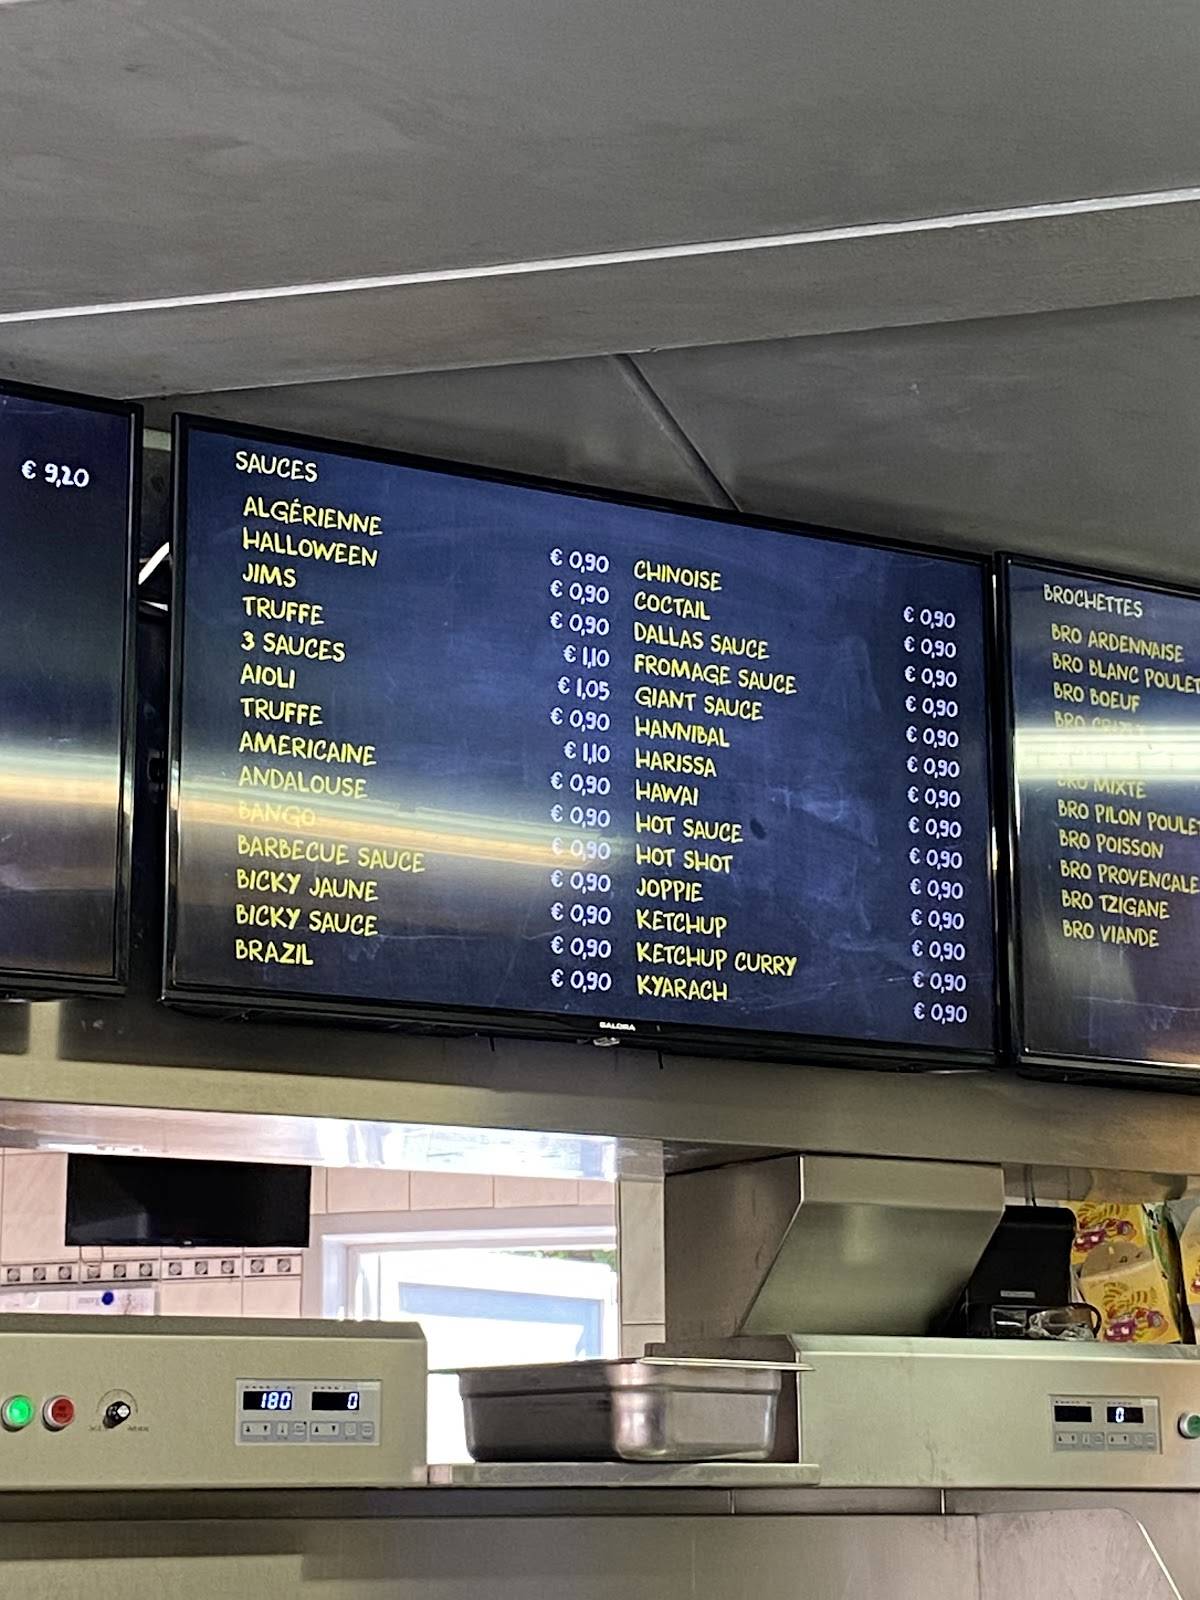 € 9,20
SAUCES
ALGÉRIENNE € 0,90
HALLOWEEN € 0,90
JIMS € 0,90
TRUFFE € 1,10
3 SAUCES € 1,05
AIOLI € 0,90
TRUFFE € 1,10
AMERICAINE € 0,90
ANDALOUSE € 0,90
BANGO € 0,90
BARBECUE SAUCE € 0,90
BICKY JAUNE € 0,90
BICKY SAUCE € 0,90
BRAZIL € 0,90
CHINOISE € 0,90
COCTAIL € 0,90
DALLAS SAUCE € 0,90
FROMAGE SAUCE € 0,90
GIANT SAUCE € 0,90
HANNIBAL € 0,90
HARISSA € 0,90
HAWAI € 0,90
HOT SAUCE € 0,90
HOT SHOT € 0,90
JOPPIE € 0,90
KETCHUP € 0,90
KETCHUP CURRY € 0,90
KYARACH € 0,90
SALORA
BROCHETTES
BRO ARDENNAISE
BRO BLANC POULET
BRO BOEUF
BRO
BRO MIXTE
BRO PILON POULET
BRO POISSON
BRO PROVENCALE
BRO TZIGANE
BRO VIANDE
180 0
0